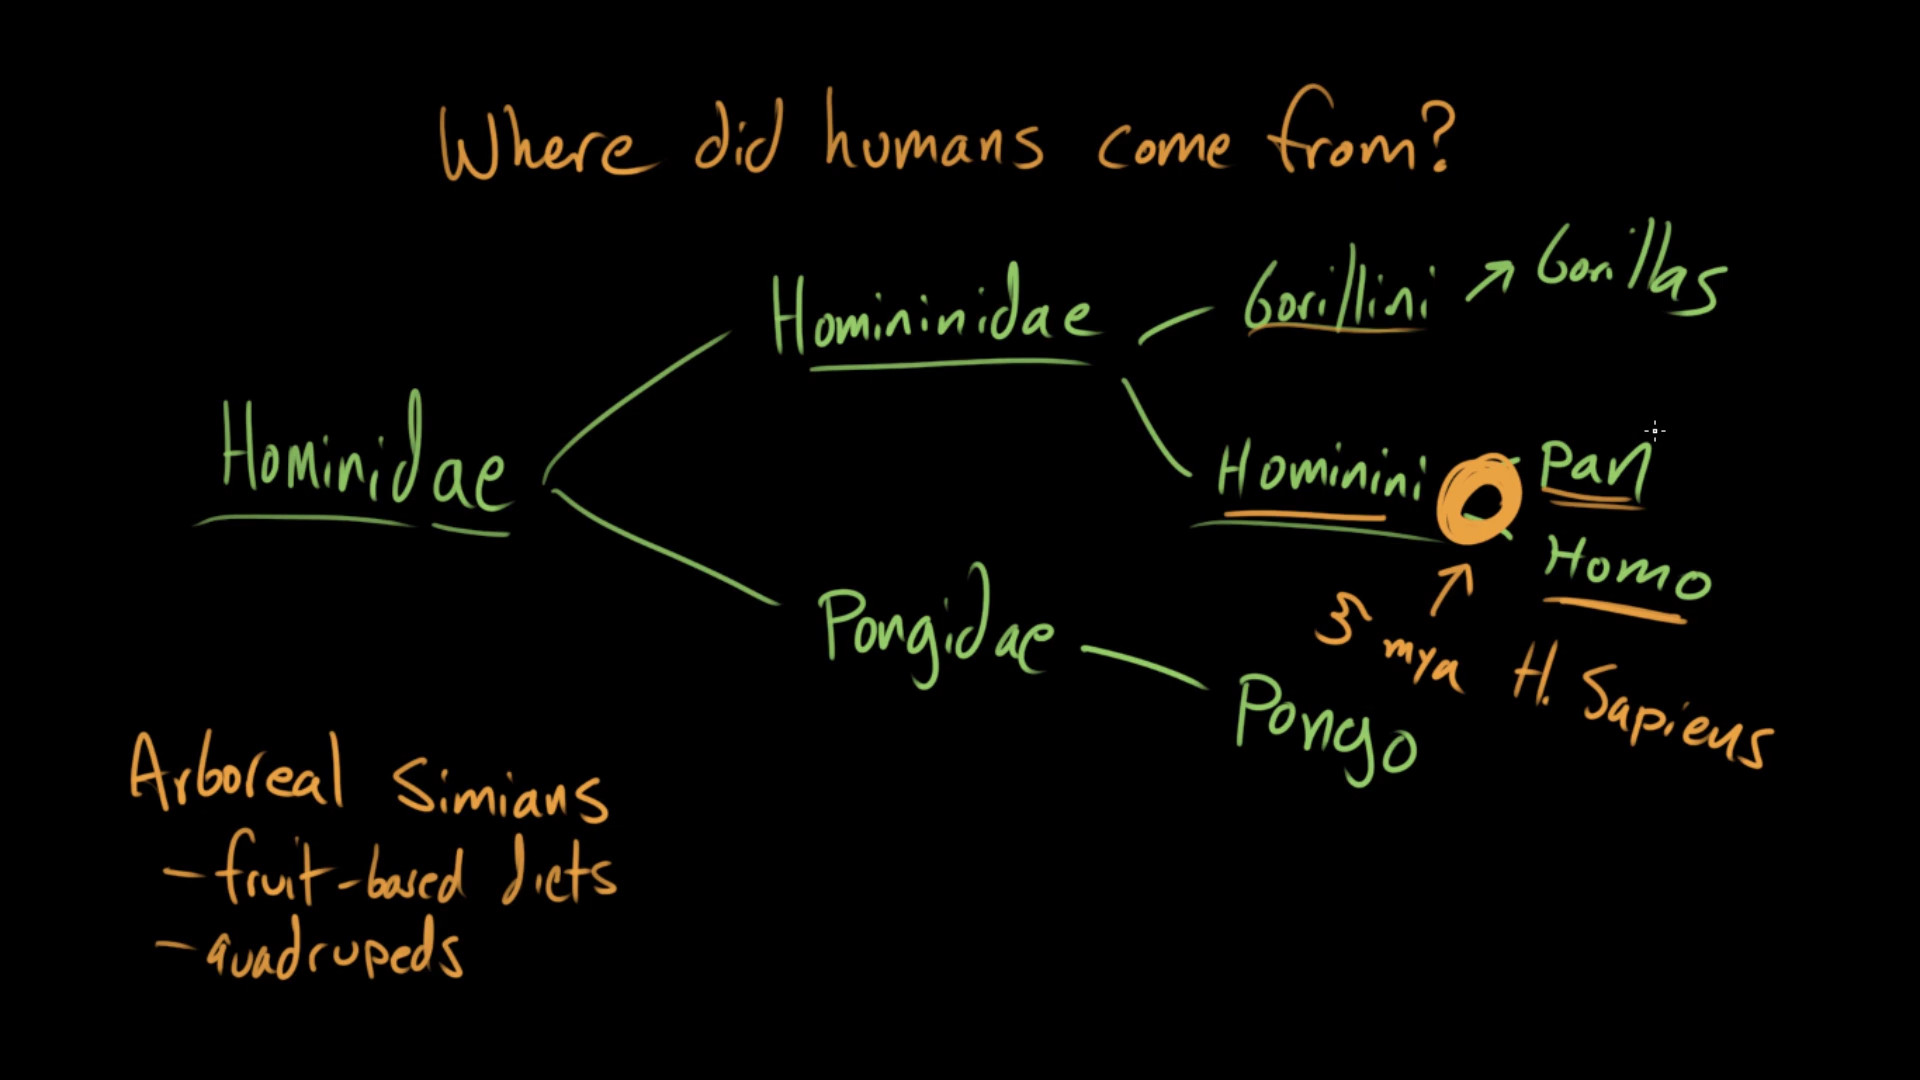 Where did humans come from?
Homininidae
Gorillini
Gorillas
Hominidae
Hominini
Pan
Homo
Pongidae
mya
H. Sapiens
Pongo
Arboreal Simians
- fruit-based diets
- quadrupeds